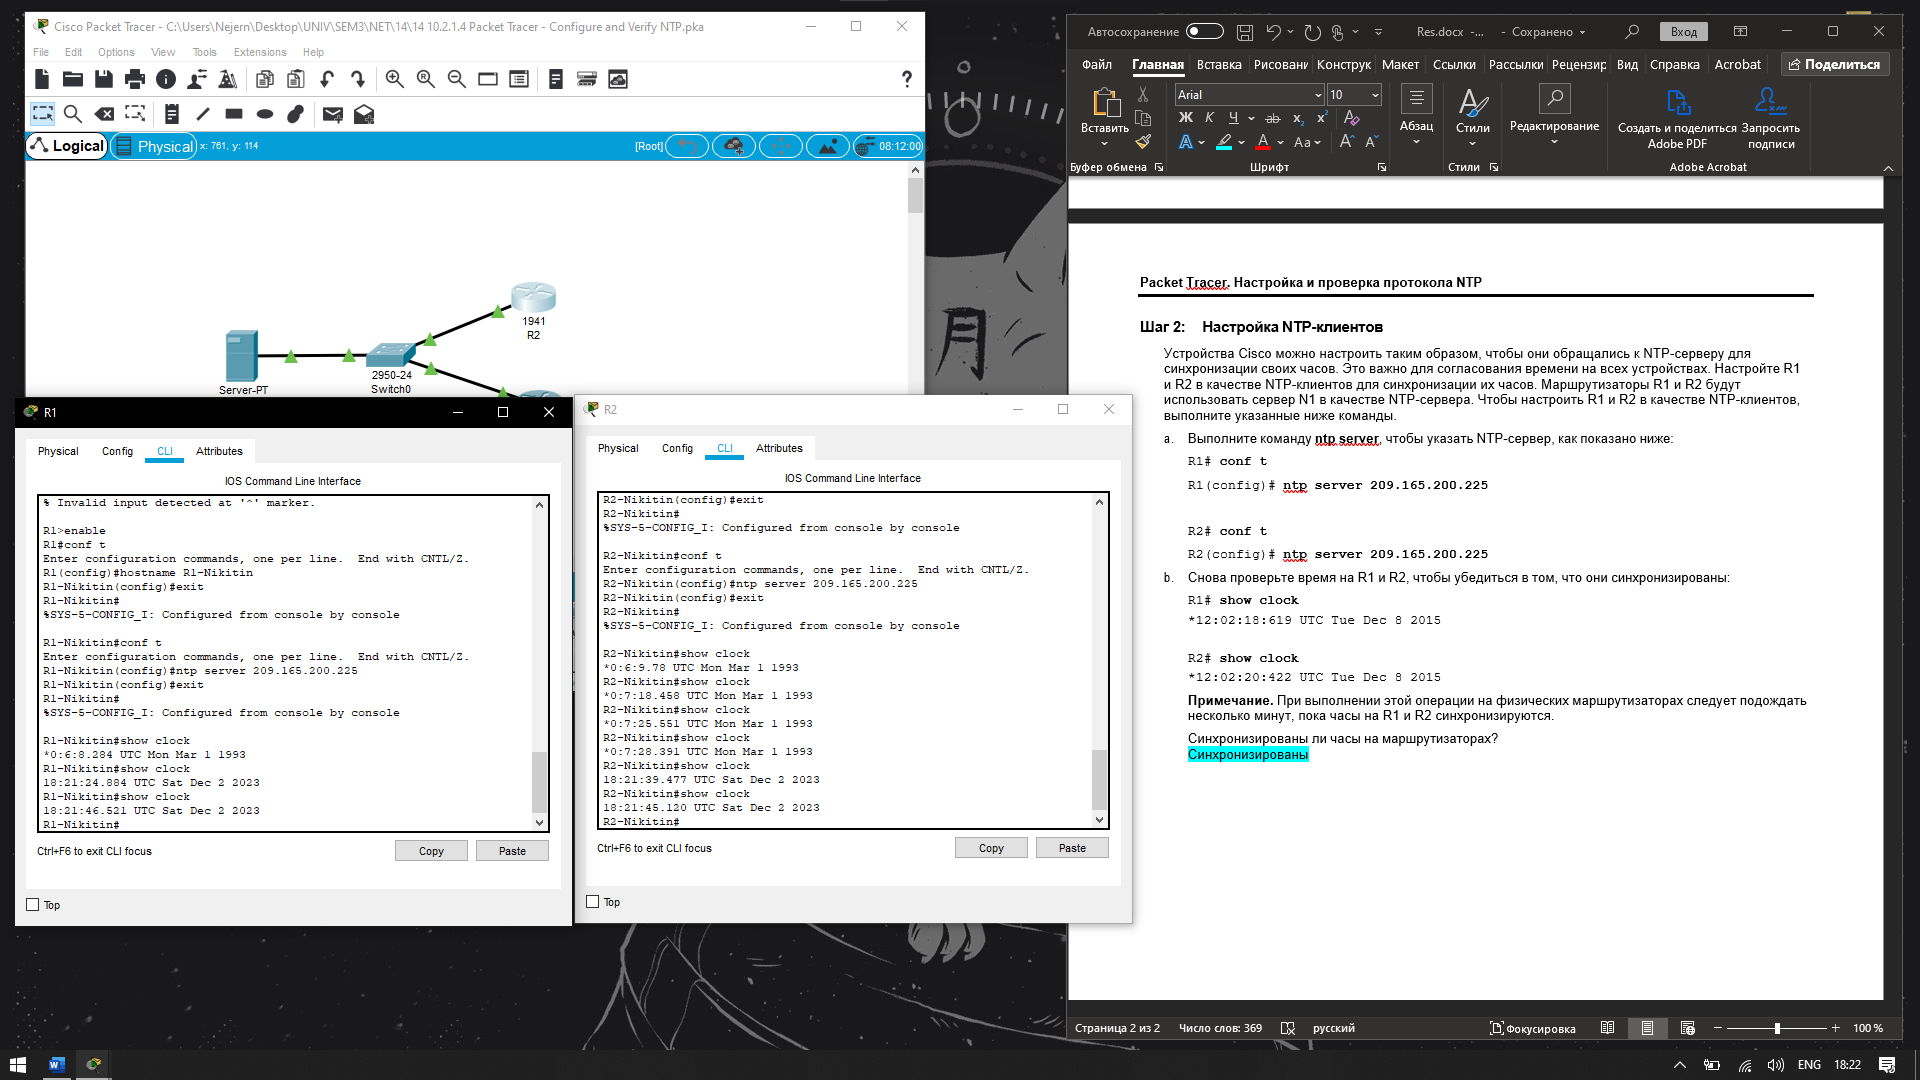 Cisco Packet Tracer - C:\Users\Nejern\Desktop\UNIV\SEM3\NET\14\14 10.2.1.4 Packet Tracer - Configure and Verify NTP.pka
File Edit Options View Tools Extensions Help
?
Logical Physical x: 761, y: 114 [Root] 08:12:00
1941
R2
2950-24
Switch0
Server-PT
R1
Physical Config CLI Attributes
IOS Command Line Interface
% Invalid input detected at '^' marker.
R1>enable
R1#conf t
Enter configuration commands, one per line. End with CNTL/Z.
R1(config)#hostname R1-Nikitin
R1-Nikitin(config)#exit
R1-Nikitin#
%SYS-5-CONFIG_I: Configured from console by console
R1-Nikitin#conf t
Enter configuration commands, one per line. End with CNTL/Z.
R1-Nikitin(config)#ntp server 209.165.200.225
R1-Nikitin(config)#exit
R1-Nikitin#
%SYS-5-CONFIG_I: Configured from console by console
R1-Nikitin#show clock
*0:6:8.284 UTC Mon Mar 1 1993
R1-Nikitin#show clock
18:21:24.884 UTC Sat Dec 2 2023
R1-Nikitin#show clock
18:21:46.521 UTC Sat Dec 2 2023
R1-Nikitin#
Ctrl+F6 to exit CLI focus
Copy
Paste
Top
R2
Physical Config CLI Attributes
IOS Command Line Interface
R2-Nikitin(config)#exit
R2-Nikitin#
%SYS-5-CONFIG_I: Configured from console by console
R2-Nikitin#conf t
Enter configuration commands, one per line. End with CNTL/Z.
R2-Nikitin(config)#ntp server 209.165.200.225
R2-Nikitin(config)#exit
R2-Nikitin#
%SYS-5-CONFIG_I: Configured from console by console
R2-Nikitin#show clock
*0:6:9.78 UTC Mon Mar 1 1993
R2-Nikitin#show clock
*0:7:18.458 UTC Mon Mar 1 1993
R2-Nikitin#show clock
*0:7:25.551 UTC Mon Mar 1 1993
R2-Nikitin#show clock
*0:7:28.391 UTC Mon Mar 1 1993
R2-Nikitin#show clock
18:21:39.477 UTC Sat Dec 2 2023
R2-Nikitin#show clock
18:21:45.120 UTC Sat Dec 2 2023
R2-Nikitin#
Ctrl+F6 to exit CLI focus
Copy
Paste
Top
月
Автосохранение Res.docx -... - Сохранено Вход
Файл Главная Вставка Рисовани Конструк Макет Ссылки Рассылки Рецензир Вид Справка Acrobat Поделиться
Вставить
Arial 10
Ж К Ч ab x₂ x²
A A Aa A A
Абзац
Стили
Редактирование
Создать и поделиться Adobe PDF
Запросить подписи
Буфер обмена Шрифт Стили Adobe Acrobat
Packet Tracer. Настройка и проверка протокола NTP
Шаг 2: Настройка NTP-клиентов
Устройства Cisco можно настроить таким образом, чтобы они обращались к NTP-серверу для
синхронизации своих часов. Это важно для согласования времени на всех устройствах. Настройте R1
и R2 в качестве NTP-клиентов для синхронизации их часов. Маршрутизаторы R1 и R2 будут
использовать сервер N1 в качестве NTP-сервера. Чтобы настроить R1 и R2 в качестве NTP-клиентов,
выполните указанные ниже команды.
a. Выполните команду ntp server, чтобы указать NTP-сервер, как показано ниже:
R1# conf t
R1(config)# ntp server 209.165.200.225
R2# conf t
R2(config)# ntp server 209.165.200.225
b. Снова проверьте время на R1 и R2, чтобы убедиться в том, что они синхронизированы:
R1# show clock
*12:02:18:619 UTC Tue Dec 8 2015
R2# show clock
*12:02:20:422 UTC Tue Dec 8 2015
Примечание. При выполнении этой операции на физических маршрутизаторах следует подождать
несколько минут, пока часы на R1 и R2 синхронизируются.
Синхронизированы ли часы на маршрутизаторах?
Синхронизированы
Страница 2 из 2 Число слов: 369 русский Фокусировка 100 %
ENG 18:22